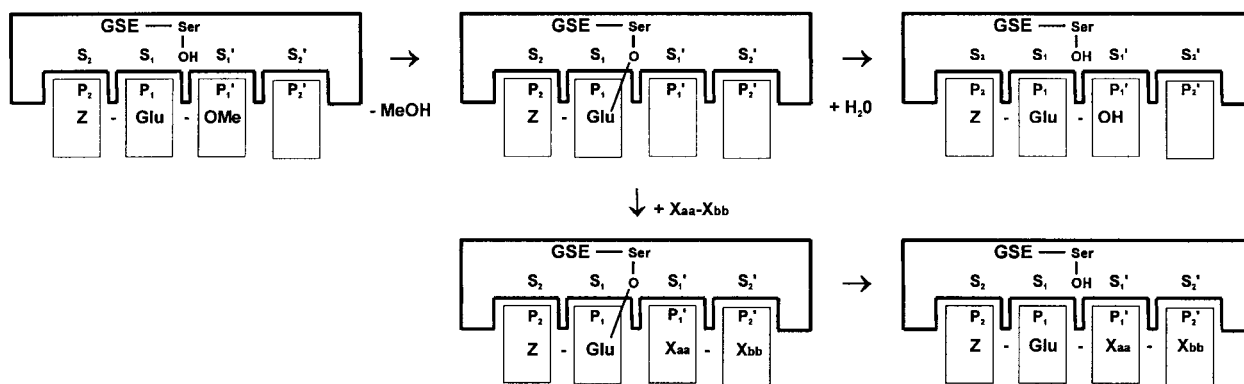 GSE — Ser
OH
S₂ S₁ S₁' S₂'
P₂ P₁ P₁' P₂'
Z - Glu - OMe
→
- MeOH
GSE — Ser
O
S₂ S₁ S₁' S₂'
P₂ P₁ P₁' P₂'
Z - Glu
→
+ H₂0
GSE — Ser
OH
S₂ S₁ S₁' S₂'
P₂ P₁ P₁' P₂'
Z - Glu - OH
↓ + Xaa-Xbb
GSE — Ser
O
S₂ S₁ S₁' S₂'
P₂ P₁ P₁' P₂'
Z - Glu Xaa - Xbb
→
GSE — Ser
OH
S₂ S₁ S₁' S₂'
P₂ P₁ P₁' P₂'
Z - Glu - Xaa - Xbb